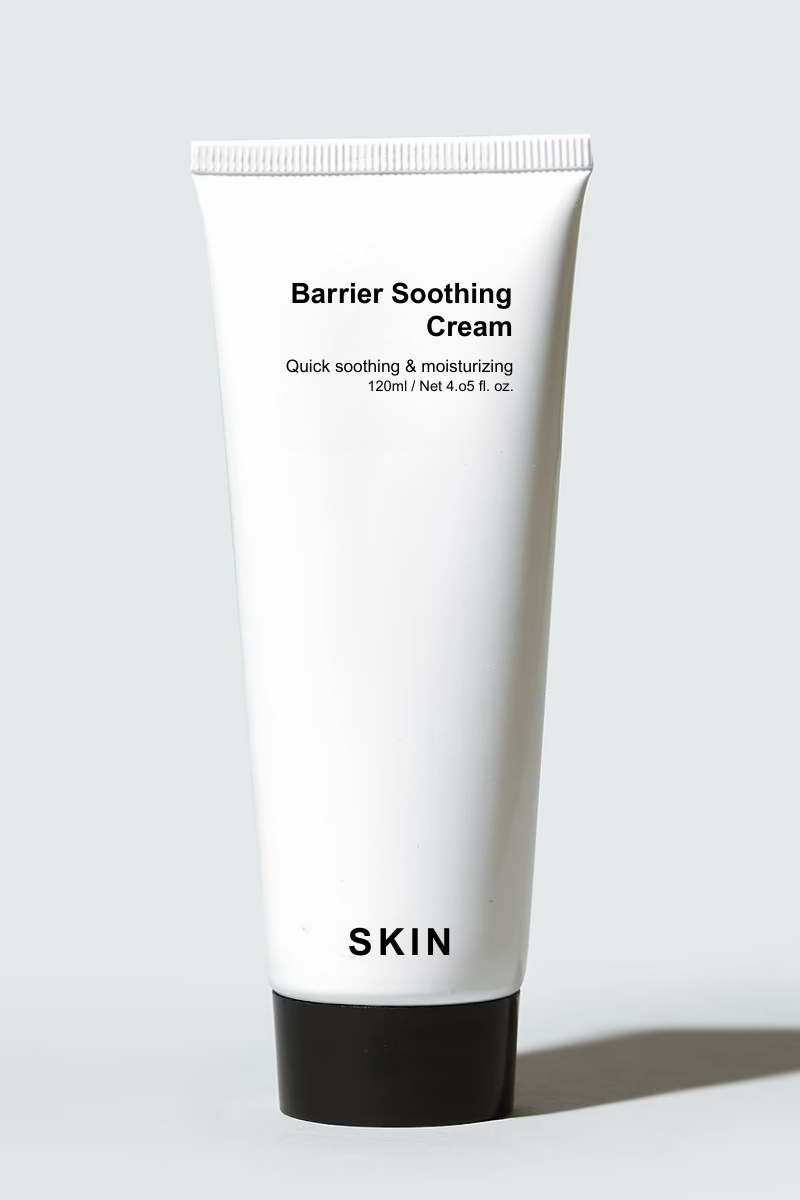 Barrier Soothing
Cream
Quick soothing & moisturizing
120ml / Net 4.o5 fl. oz.
SKIN